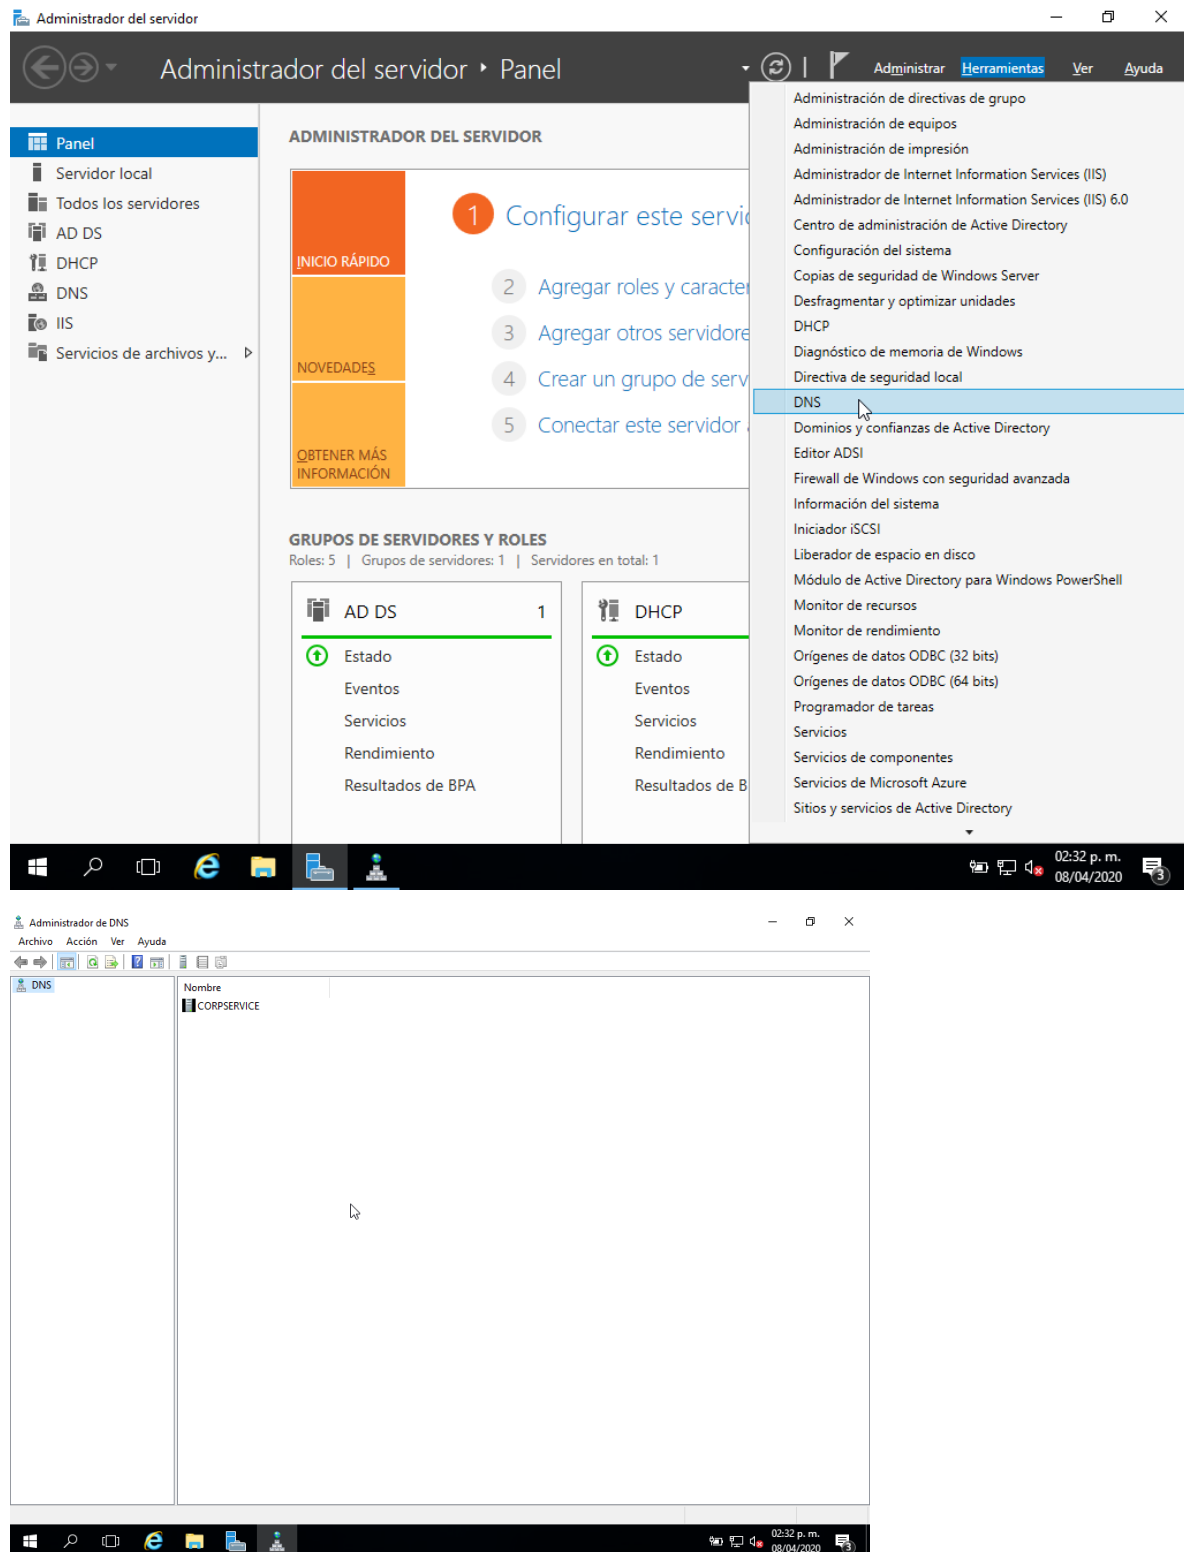 Administrador del servidor
Administrador del servidor ‣ Panel
Administrar Herramientas Ver Ayuda
Panel
Servidor local
Todos los servidores
AD DS
DHCP
DNS
IIS
Servicios de archivos y...
ADMINISTRADOR DEL SERVIDOR
INICIO RÁPIDO
NOVEDADES
OBTENER MÁS
INFORMACIÓN
1 Configurar este servic
2 Agregar roles y caracter
3 Agregar otros servidore
4 Crear un grupo de serv
5 Conectar este servidor a
GRUPOS DE SERVIDORES Y ROLES
Roles: 5 | Grupos de servidores: 1 | Servidores en total: 1
AD DS 1
Estado
Eventos
Servicios
Rendimiento
Resultados de BPA
DHCP
Estado
Eventos
Servicios
Rendimiento
Resultados de B
Administración de directivas de grupo
Administración de equipos
Administración de impresión
Administrador de Internet Information Services (IIS)
Administrador de Internet Information Services (IIS) 6.0
Centro de administración de Active Directory
Configuración del sistema
Copias de seguridad de Windows Server
Desfragmentar y optimizar unidades
DHCP
Diagnóstico de memoria de Windows
Directiva de seguridad local
DNS
Dominios y confianzas de Active Directory
Editor ADSI
Firewall de Windows con seguridad avanzada
Información del sistema
Iniciador iSCSI
Liberador de espacio en disco
Módulo de Active Directory para Windows PowerShell
Monitor de recursos
Monitor de rendimiento
Orígenes de datos ODBC (32 bits)
Orígenes de datos ODBC (64 bits)
Programador de tareas
Servicios
Servicios de componentes
Servicios de Microsoft Azure
Sitios y servicios de Active Directory
02:32 p. m.
08/04/2020
3
Administrador de DNS
Archivo Acción Ver Ayuda
DNS
Nombre
CORPSERVICE
02:32 p. m.
08/04/2020
3